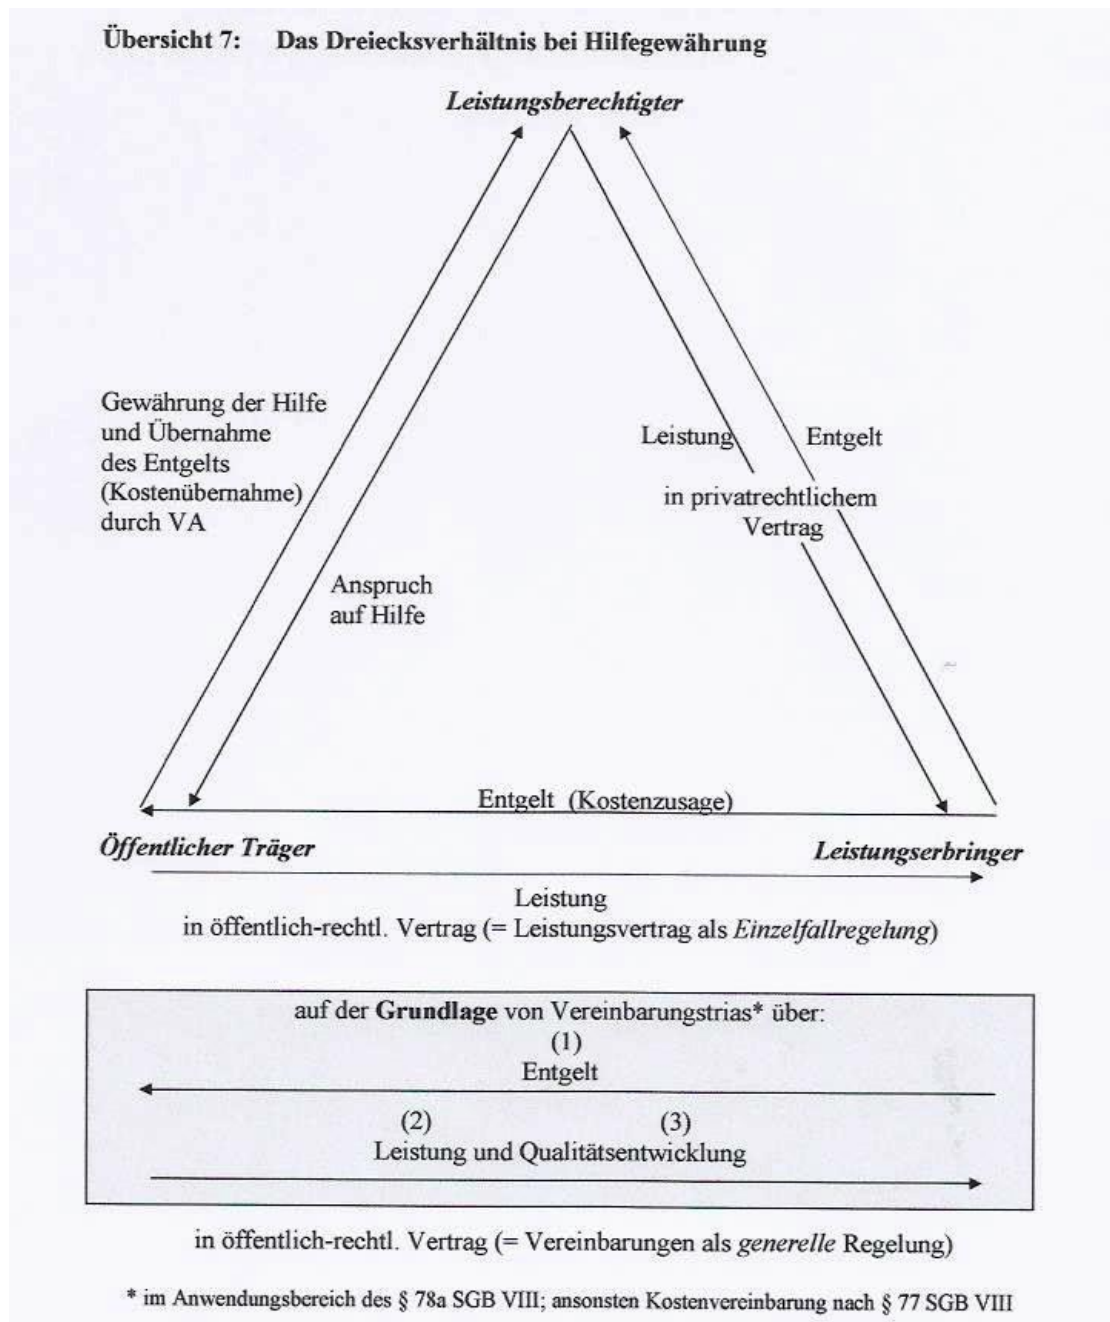 Übersicht 7: Das Dreiecksverhältnis bei Hilfegewährung
Leistungsberechtigter
Gewährung der Hilfe
und Übernahme
des Entgelts
(Kostenübernahme)
durch VA
Leistung
Entgelt
in privatrechtlichem
Vertrag
Anspruch
auf Hilfe
Entgelt (Kostenzusage)
Öffentlicher Träger
Leistungserbringer
Leistung
in öffentlich-rechtl. Vertrag (= Leistungsvertrag als Einzelfallregelung)
auf der Grundlage von Vereinbarungstrias* über:
(1)
Entgelt
(2) (3)
Leistung und Qualitätsentwicklung
in öffentlich-rechtl. Vertrag (= Vereinbarungen als generelle Regelung)
* im Anwendungsbereich des § 78a SGB VIII; ansonsten Kostenvereinbarung nach § 77 SGB VIII